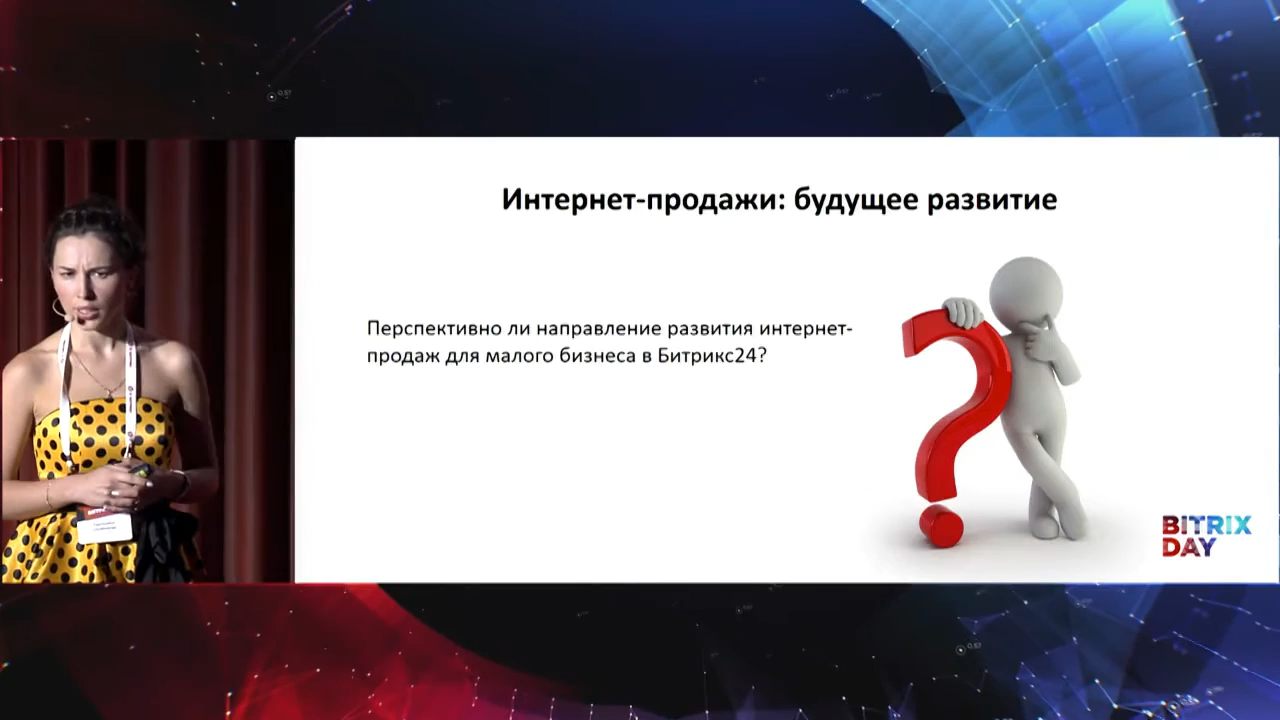 Интернет-продажи: будущее развитие
Перспективно ли направление развития интернет-
продаж для малого бизнеса в Битрикс24?
BITRIX
DAY